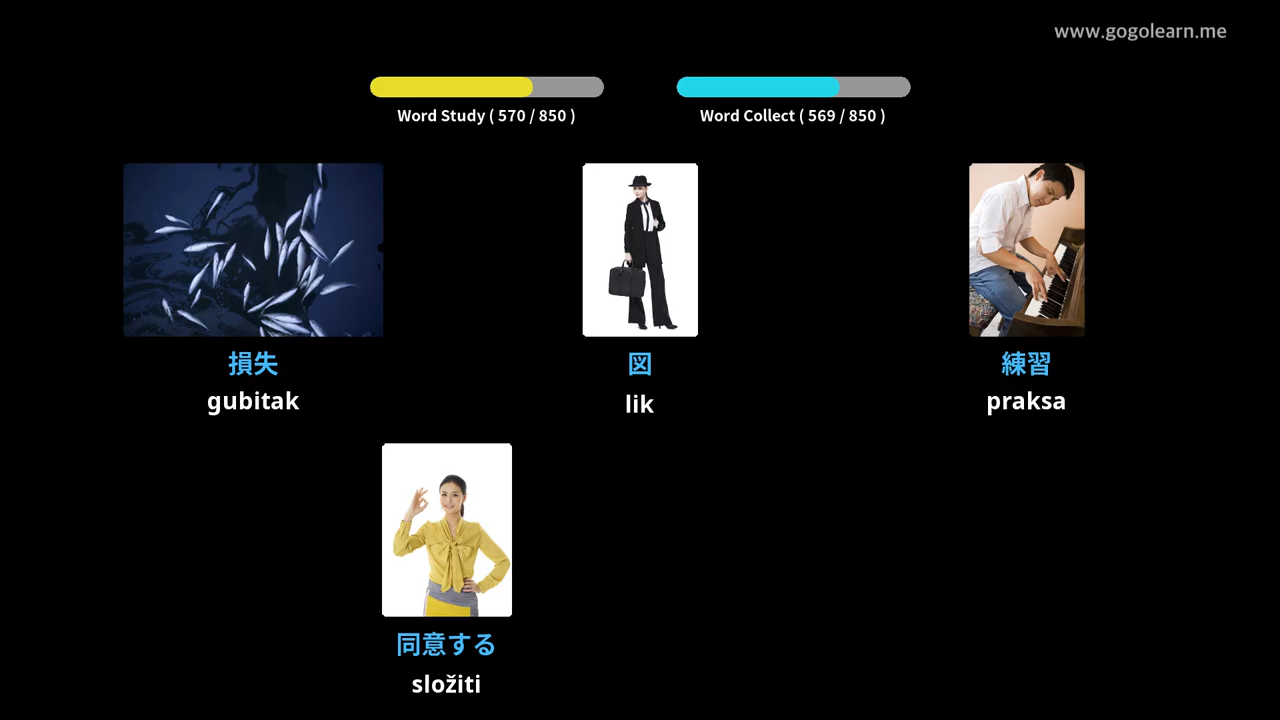 www.gogolearn.me
Word Study ( 570 / 850 )
Word Collect ( 569 / 850 )
損失
gubitak
図
lik
練習
praksa
同意する
složiti